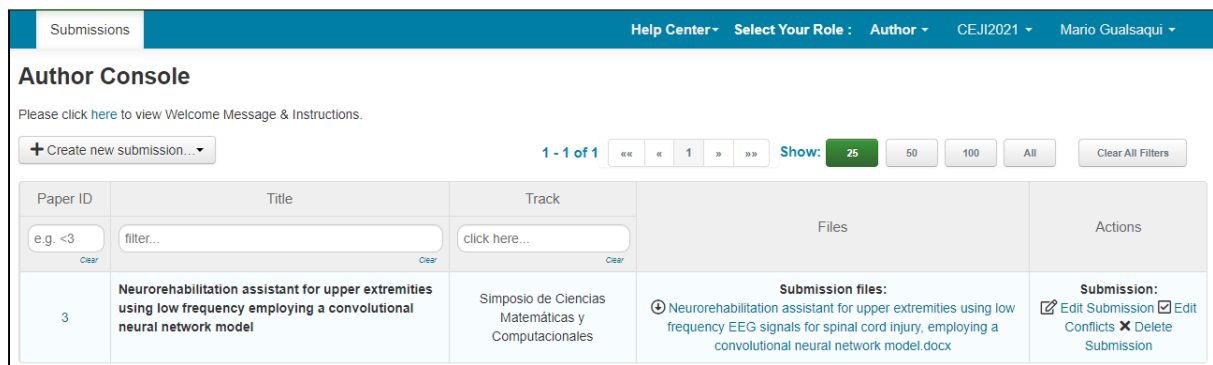 Submissions
Help Center Select Your Role : Author CEJI2021 Mario Gualsaqui
Author Console
Please click here to view Welcome Message & Instructions.
+ Create new submission...
1 - 1 of 1 «« « 1 » »» Show: 25 50 100 All Clear All Filters
Paper ID Title Track Files Actions
e.g. <3 filter... click here...
Clear Clear Clear
3
Neurorehabilitation assistant for upper extremities
using low frequency employing a convolutional
neural network model
Simposio de Ciencias
Matemáticas y
Computacionales
Submission files:
Neurorehabilitation assistant for upper extremities using low
frequency EEG signals for spinal cord injury, employing a
convolutional neural network model.docx
Submission:
Edit Submission Edit
Conflicts Delete
Submission